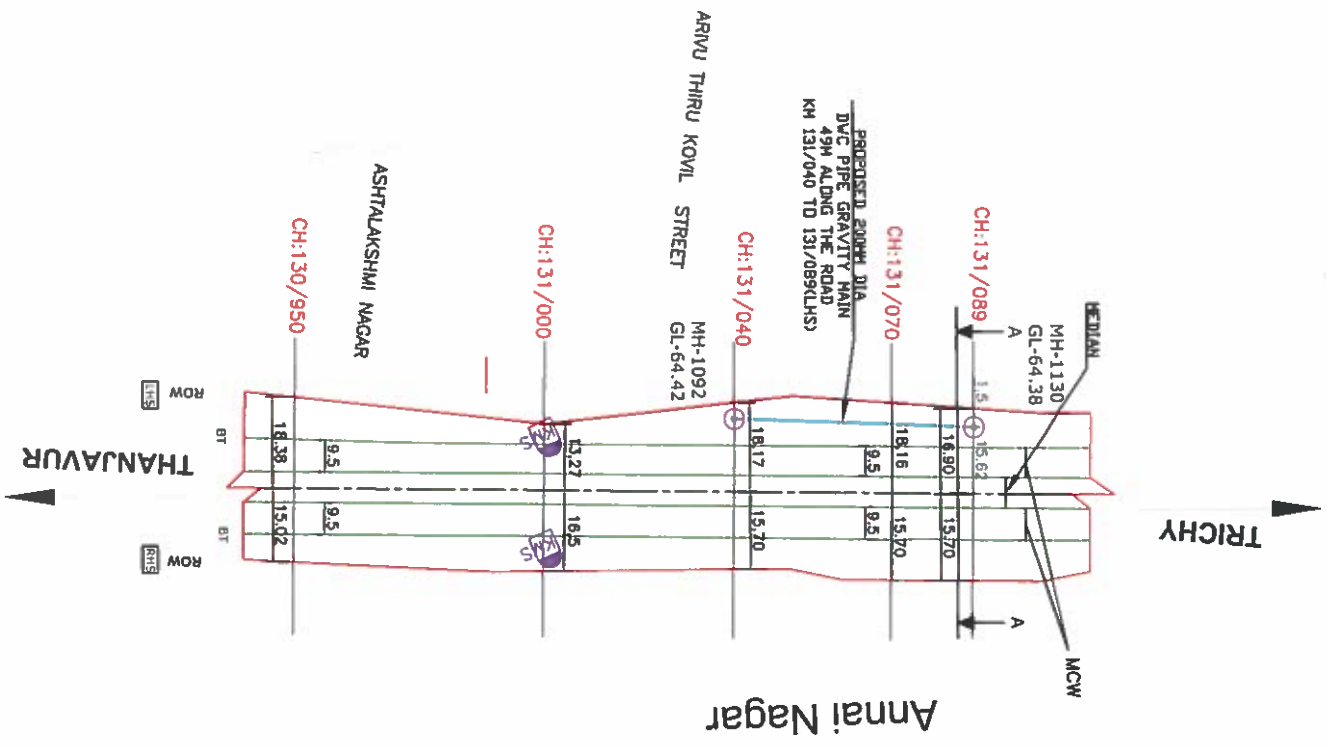 ARIVU THIRU KOVIL STREET
PROPOSED 200MM DIA
DWC PIPE GRAVITY MAIN
49M ALONG THE ROAD
KM 131/040 TO 131/089(LHS)
ASHTALAKSHMI NAGAR
CH:130/950
CH:131/000
CH:131/040
CH:131/070
CH:131/089
MH-1092
GL-64.42
MH-1130
GL-64.38
MEDIAN
A
A
MCW
1.5
15.62
ROW
LHS
BT
18.38
9.5
13.27
18.17
9.5
18.16
16.90
KMS
KMS
15.02
9.5
16.5
15.70
9.5
15.70
15.70
BT
ROW
RHS
THANJAVUR
TRICHY
Annai Nagar